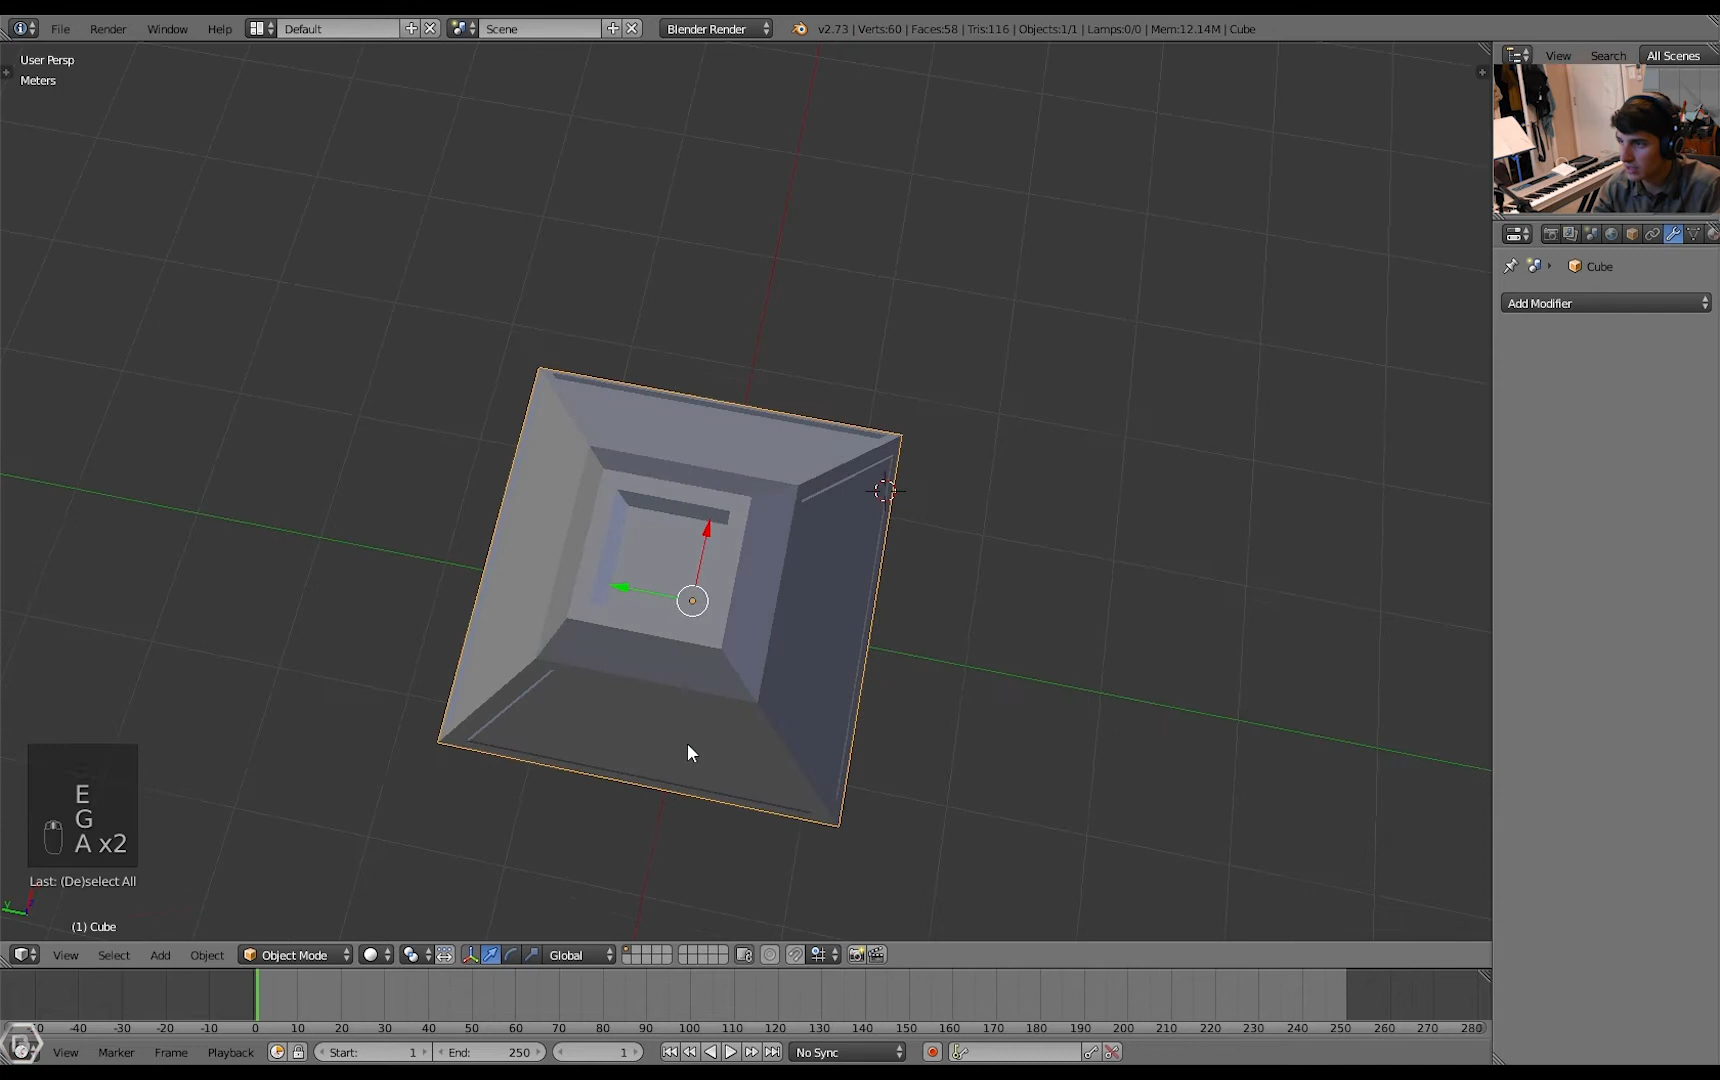 File Render Window Help Default Scene Blender Render v2.73 | Verts:60 | Faces:58 | Tris:116 | Objects:1/1 | Lamps:0/0 | Mem:12.14M | Cube
View Search All Scenes
User Persp
Meters
Cube
Add Modifier
E
G
A x2
Last: (De)select All
(1) Cube
View Select Add Object Object Mode Global
-40 -30 -20 -10 0 10 20 30 40 50 60 70 80 90 100 110 120 130 140 150 160 170 180 190 200 210 220 230 240 250 260 270 280
View Marker Frame Playback Start: 1 End: 250 1 No Sync